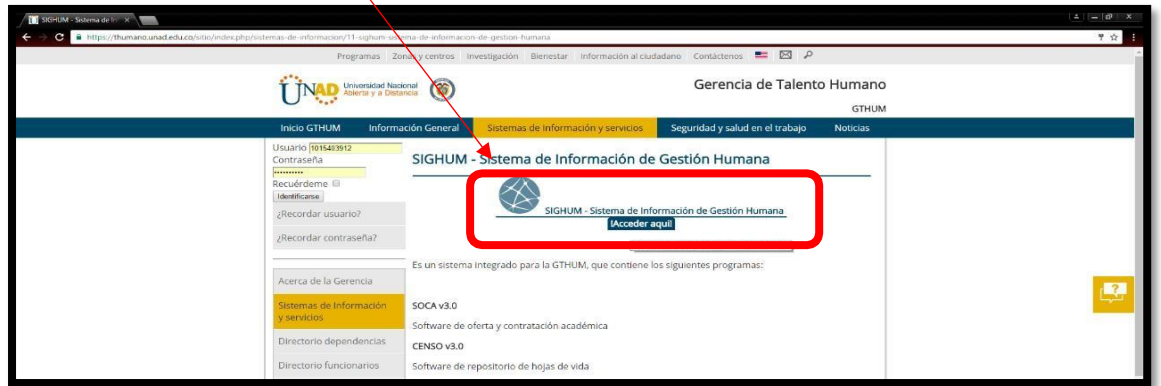 SIGHUM - Sistema de In
https://thumano.unad.edu.co/sitio/index.php/sistemas-de-informacion/11-sighum-sistema-de-informacion-de-gestion-humana
Programas Zonas y centros Investigación Bienestar Información al ciudadano Contáctenos
UNAD Universidad Nacional
Abierta y a Distancia
Gerencia de Talento Humano
GTHUM
Inicio GTHUM Información General Sistemas de Información y servicios Seguridad y salud en el trabajo Noticias
Usuario 1015403912
Contraseña
Recuérdeme
Identificarse
¿Recordar usuario?
¿Recordar contraseña?
Acerca de la Gerencia
Sistemas de Información
y servicios
Directorio dependencias
Directorio funcionarios
SIGHUM - Sistema de Información de Gestión Humana
SIGHUM - Sistema de Información de Gestión Humana
!Acceder aquí!
Es un sistema integrado para la GTHUM, que contiene los siguientes programas:
SOCA v3.0
Software de oferta y contratación académica
CENSO v3.0
Software de repositorio de hojas de vida
?